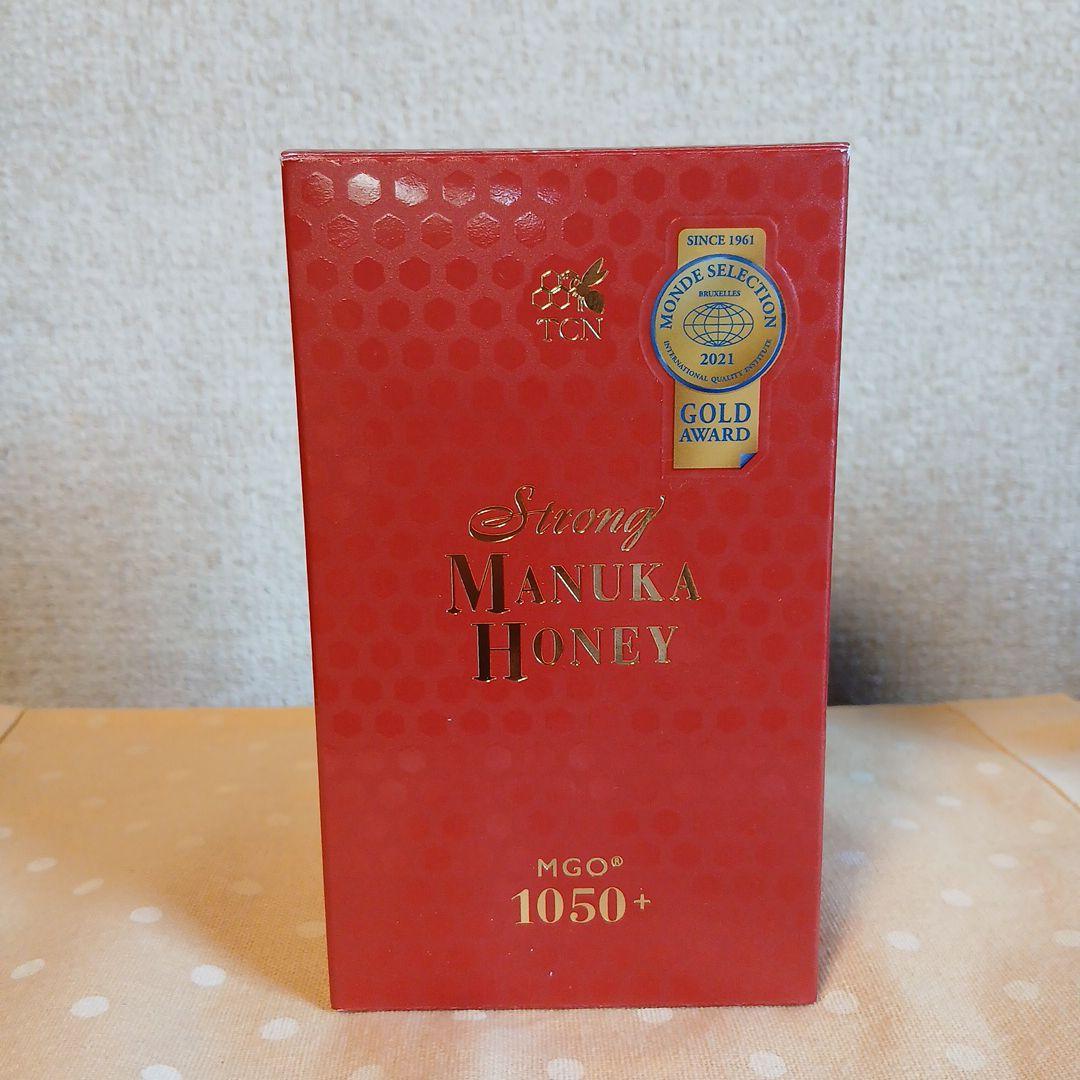 TCN
SINCE 1961
MONDE SELECTION
BRUXELLES
2021
INTERNATIONAL QUALITY INSTITUTE
GOLD
AWARD
Strong
MANUKA
HONEY
MGO®
1050+